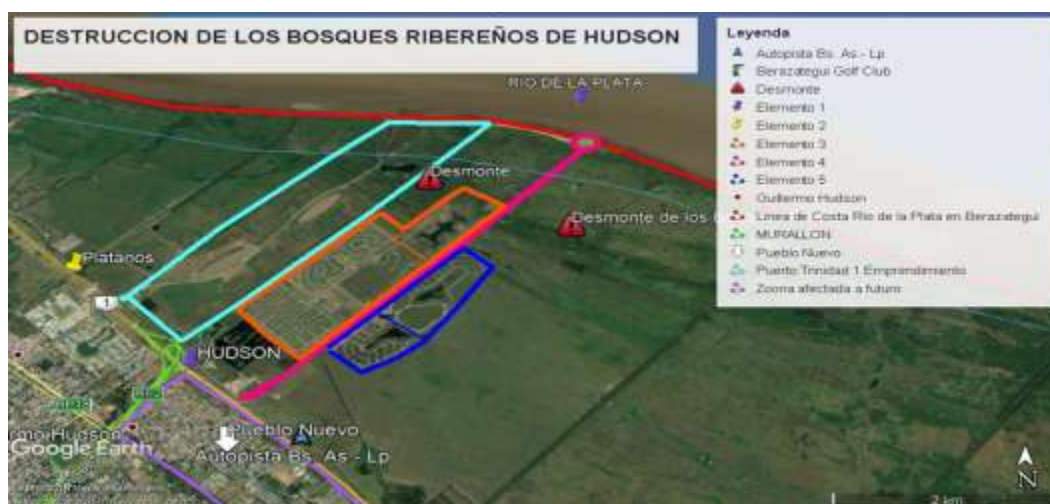 DESTRUCCION DE LOS BOSQUES RIBEREÑOS DE HUDSON
Leyenda
Autopista Bs. As - Lp
Berazategui Golf Club
Desmonte
Elemento 1
Elemento 2
Elemento 3
Elemento 4
Elemento 5
Guillermo Hudson
Linea de Costa Rio de la Plata en Berazategui
MURALLON
Pueblo Nuevo
Puerto Trinidad 1 Emprendimiento
Zoona afectada a futuro
RIO DE LA PLATA
Desmonte
Desmonte de los
Platanos
1
HUDSON
Pueblo Nuevo
rmo Hudson
Autopista Bs. As - Lp
Google Earth
N
2 km